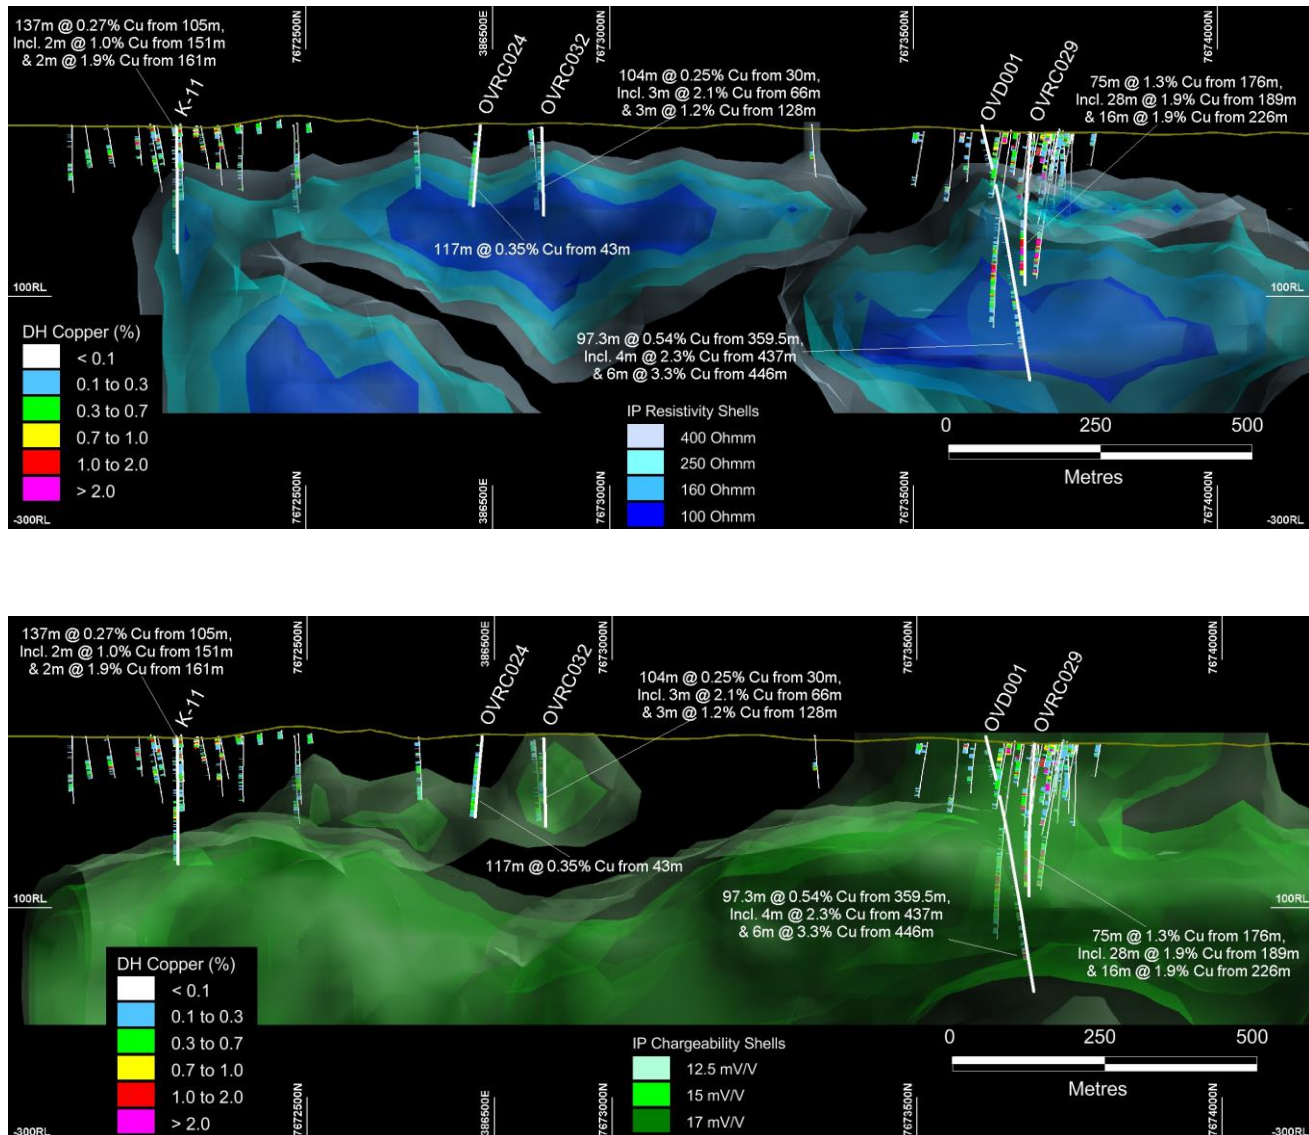 137m @ 0.27% Cu from 105m,
Incl. 2m @ 1.0% Cu from 151m
& 2m @ 1.9% Cu from 161m
K-11
7672500N
386500E
OVRC024
OVRC032
7673000N
104m @ 0.25% Cu from 30m,
Incl. 3m @ 2.1% Cu from 66m
& 3m @ 1.2% Cu from 128m
7673500N
OVD001
OVRC029
7674000N
75m @ 1.3% Cu from 176m,
Incl. 28m @ 1.9% Cu from 189m
& 16m @ 1.9% Cu from 226m
117m @ 0.35% Cu from 43m
100RL
100RL
97.3m @ 0.54% Cu from 359.5m,
Incl. 4m @ 2.3% Cu from 437m
& 6m @ 3.3% Cu from 446m
DH Copper (%)
< 0.1
0.1 to 0.3
0.3 to 0.7
0.7 to 1.0
1.0 to 2.0
> 2.0
IP Resistivity Shells
400 Ohmm
250 Ohmm
160 Ohmm
100 Ohmm
0 250 500
Metres
-300RL
7672500N
386500E
7673000N
7673500N
7674000N
-300RL
137m @ 0.27% Cu from 105m,
Incl. 2m @ 1.0% Cu from 151m
& 2m @ 1.9% Cu from 161m
K-11
7672500N
386500E
OVRC024
OVRC032
7673000N
104m @ 0.25% Cu from 30m,
Incl. 3m @ 2.1% Cu from 66m
& 3m @ 1.2% Cu from 128m
7673500N
OVD001
OVRC029
7674000N
117m @ 0.35% Cu from 43m
100RL
100RL
97.3m @ 0.54% Cu from 359.5m,
Incl. 4m @ 2.3% Cu from 437m
& 6m @ 3.3% Cu from 446m
75m @ 1.3% Cu from 176m,
Incl. 28m @ 1.9% Cu from 189m
& 16m @ 1.9% Cu from 226m
DH Copper (%)
< 0.1
0.1 to 0.3
0.3 to 0.7
0.7 to 1.0
1.0 to 2.0
> 2.0
IP Chargeability Shells
12.5 mV/V
15 mV/V
17 mV/V
0 250 500
Metres
-300RL
7672500N
386500E
7673000N
7673500N
7674000N
-300RL